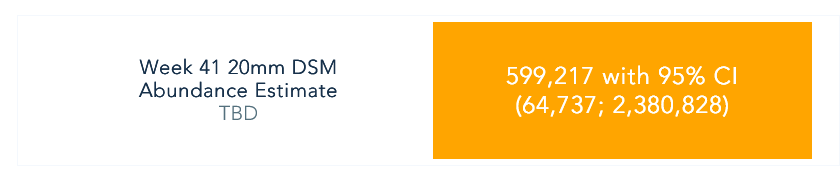 Week 41 20mm DSM
Abundance Estimate
TBD
599,217 with 95% CI
(64,737; 2,380,828)